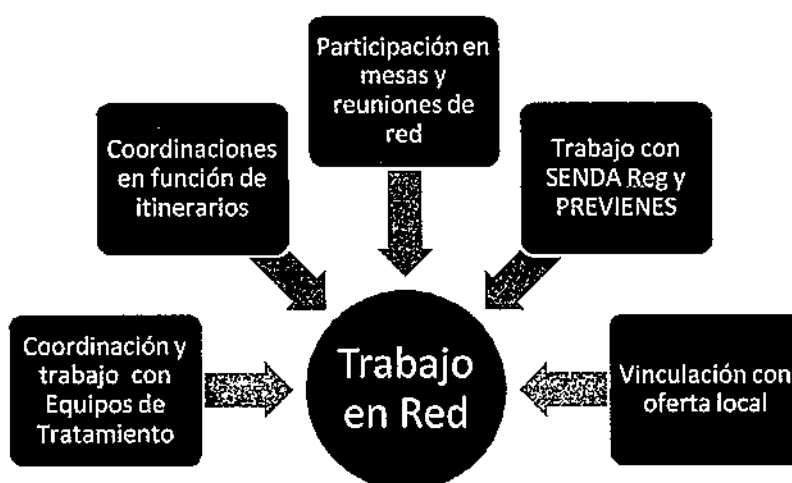 Participación en
mesas y
reuniones de
red
Coordinaciones
en función de
itinerarios
Trabajo con
SENDA Reg y
PREVIENES
Coordinación y
trabajo con
Equipos de
Tratamiento
Trabajo
en Red
Vinculación con
oferta local